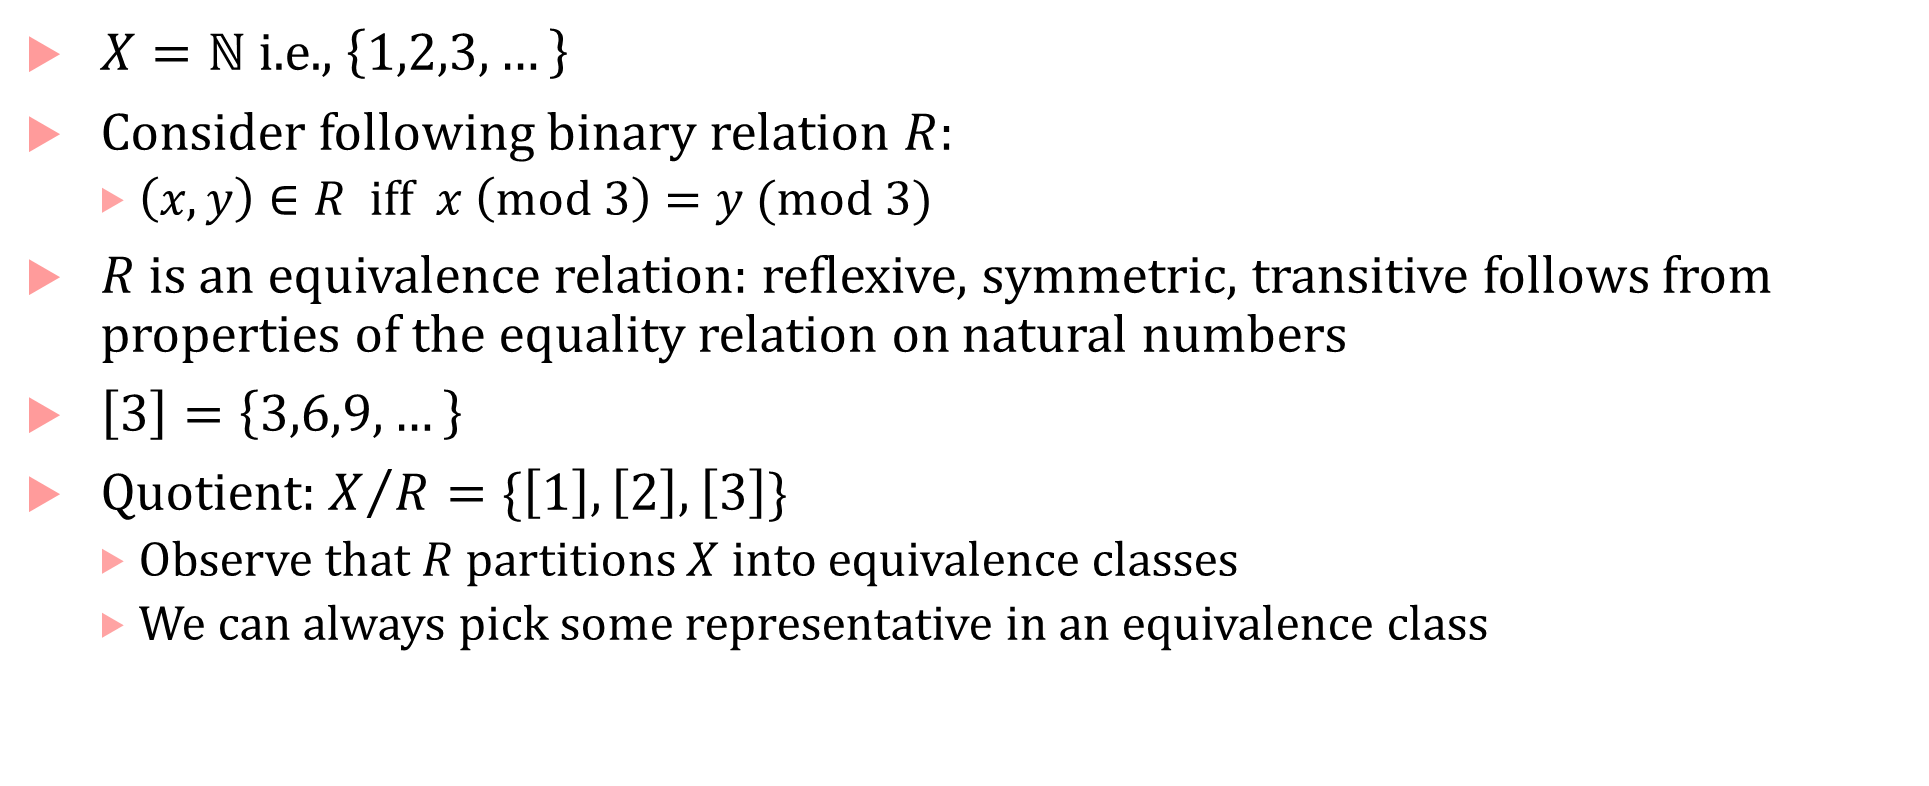 X = ℕ i.e., {1,2,3, … }
Consider following binary relation R:
(x, y) ∈ R iff x (mod 3) = y (mod 3)
R is an equivalence relation: reflexive, symmetric, transitive follows from
properties of the equality relation on natural numbers
[3] = {3,6,9, … }
Quotient: X/R = {[1], [2], [3]}
Observe that R partitions X into equivalence classes
We can always pick some representative in an equivalence class